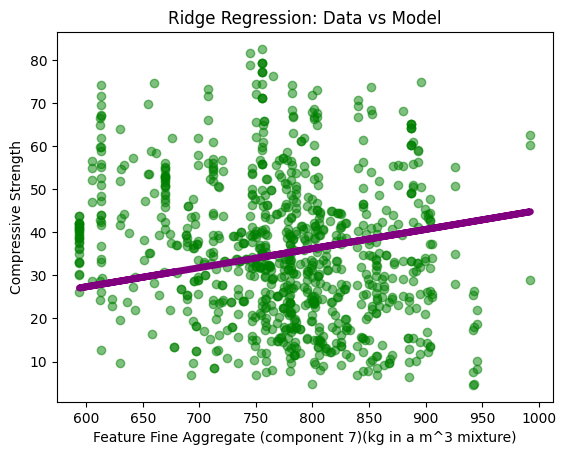 Ridge Regression: Data vs Model
Compressive Strength
80
70
60
50
40
30
20
10
600 650 700 750 800 850 900 950 1000
Feature Fine Aggregate (component 7)(kg in a m^3 mixture)